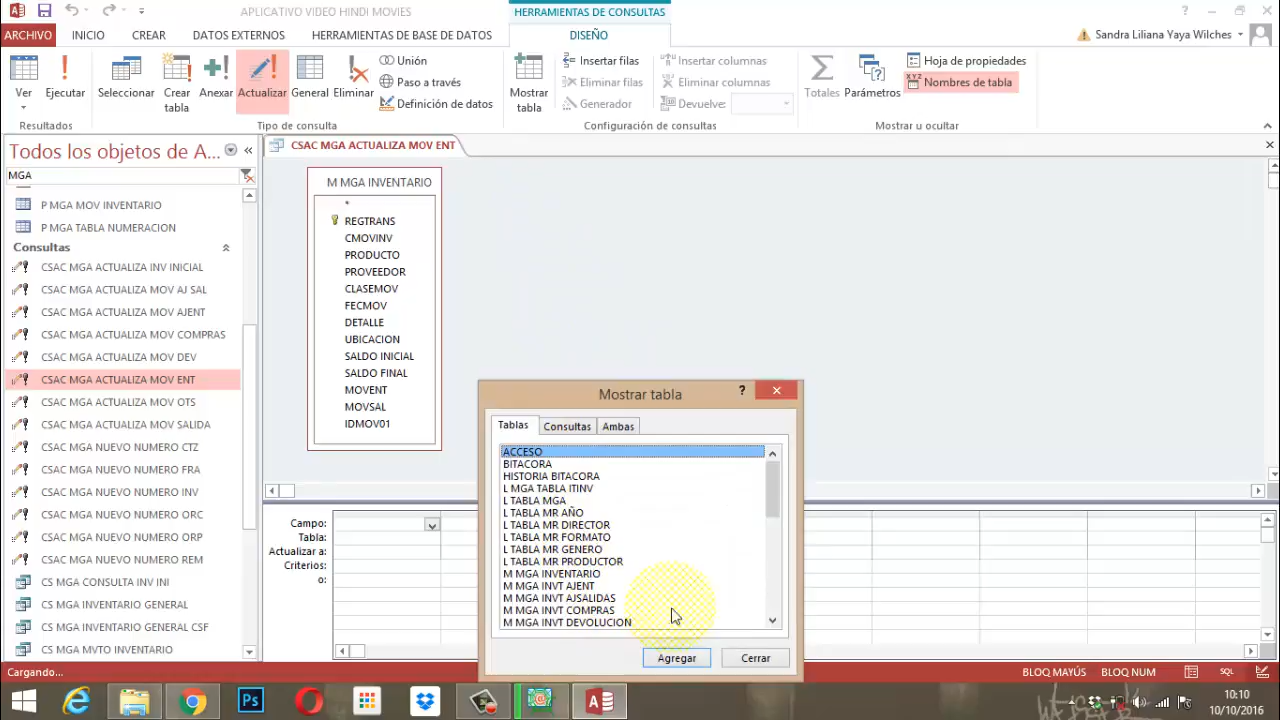 APLICATIVO VIDEO HINDI MOVIES
HERRAMIENTAS DE CONSULTAS
ARCHIVO INICIO CREAR DATOS EXTERNOS HERRAMIENTAS DE BASE DE DATOS DISEÑO
Sandra Liliana Yaya Wilches
Ver
Ejecutar
Resultados
Seleccionar
Crear
tabla
Anexar
Actualizar
General
Eliminar
Unión
Paso a través
Definición de datos
Tipo de consulta
Mostrar
tabla
Insertar filas
Eliminar filas
Generador
Insertar columnas
Eliminar columnas
Devuelve:
Configuración de consultas
Totales
Parámetros
Hoja de propiedades
XYZ
Nombres de tabla
Mostrar u ocultar
Todos los objetos de A...
MGA
P MGA MOV INVENTARIO
P MGA TABLA NUMERACION
Consultas
CSAC MGA ACTUALIZA INV INICIAL
CSAC MGA ACTUALIZA MOV AJ SAL
CSAC MGA ACTUALIZA MOV AJENT
CSAC MGA ACTUALIZA MOV COMPRAS
CSAC MGA ACTUALIZA MOV DEV
CSAC MGA ACTUALIZA MOV ENT
CSAC MGA ACTUALIZA MOV OTS
CSAC MGA ACTUALIZA MOV SALIDA
CSAC MGA NUEVO NUMERO CTZ
CSAC MGA NUEVO NUMERO FRA
CSAC MGA NUEVO NUMERO INV
CSAC MGA NUEVO NUMERO ORC
CSAC MGA NUEVO NUMERO ORP
CSAC MGA NUEVO NUMERO REM
CS MGA CONSULTA INV INI
CS MGA INVENTARIO GENERAL
CS MGA INVENTARIO GENERAL CSF
CS MGA MVTO INVENTARIO
CSAC MGA ACTUALIZA MOV ENT
M MGA INVENTARIO
*
REGTRANS
CMOVINV
PRODUCTO
PROVEEDOR
CLASEMOV
FECMOV
DETALLE
UBICACION
SALDO INICIAL
SALDO FINAL
MOVENT
MOVSAL
IDMOV01
Campo:
Tabla:
Actualizar a:
Criterios:
o:
Mostrar tabla
?
Tablas Consultas Ambas
ACCESO
BITACORA
HISTORIA BITACORA
L MGA TABLA ITINV
L TABLA MGA
L TABLA MR AÑO
L TABLA MR DIRECTOR
L TABLA MR FORMATO
L TABLA MR GENERO
L TABLA MR PRODUCTOR
M MGA INVENTARIO
M MGA INVT AJENT
M MGA INVT AJSALIDAS
M MGA INVT COMPRAS
M MGA INVT DEVOLUCION
Agregar Cerrar
Cargando...
BLOQ MAYÚS BLOQ NUM SQL
Ps
10:10
10/10/2016